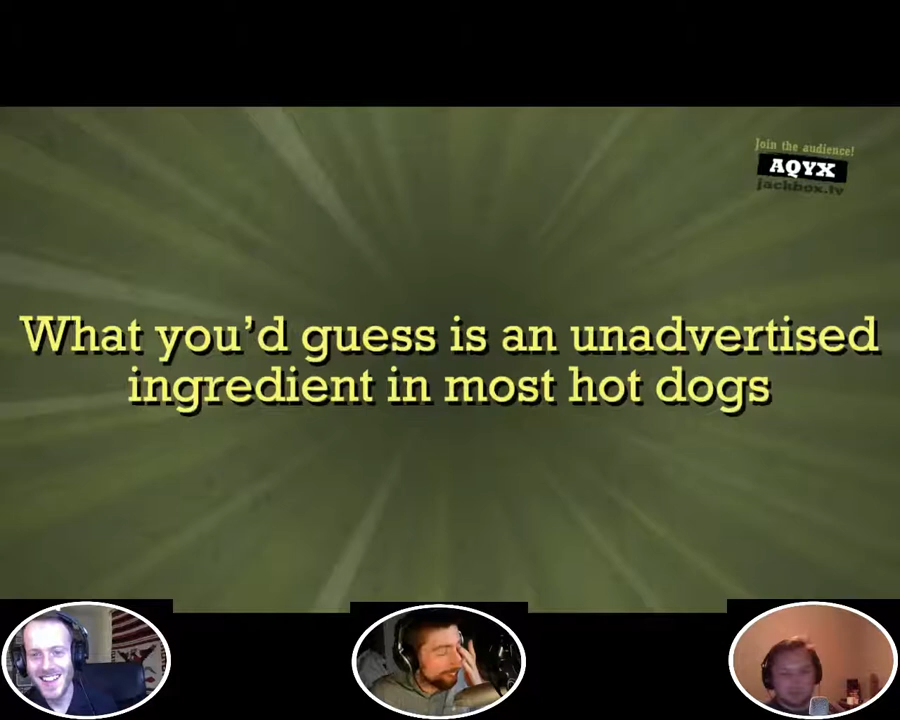 Join the audience!
AQYX
jackbox.tv
What you'd guess is an unadvertised
ingredient in most hot dogs